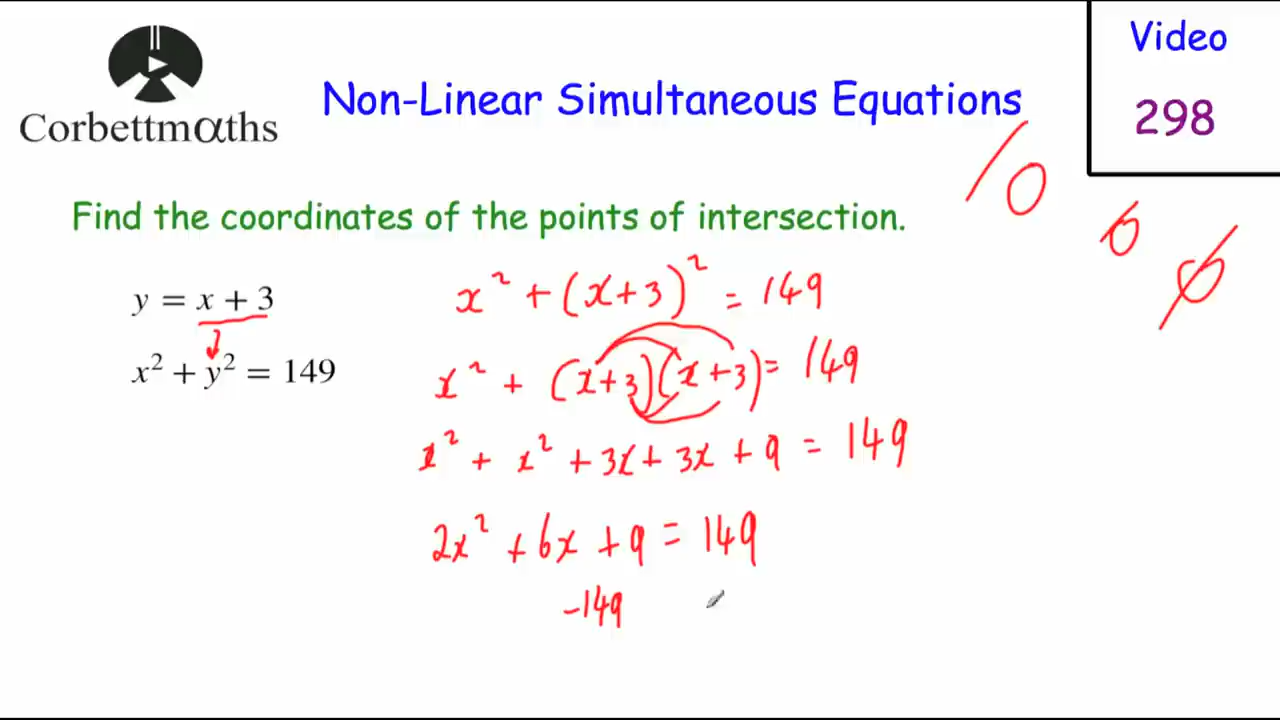 Corbettmαths
Non-Linear Simultaneous Equations
Video
298
10
6
Find the coordinates of the points of intersection.
y = x + 3
x² + y² = 149
x² + (x+3)² = 149
x² + (x+3)(x+3) = 149
x² + x² + 3x + 3x + 9 = 149
2x² + 6x + 9 = 149
-149